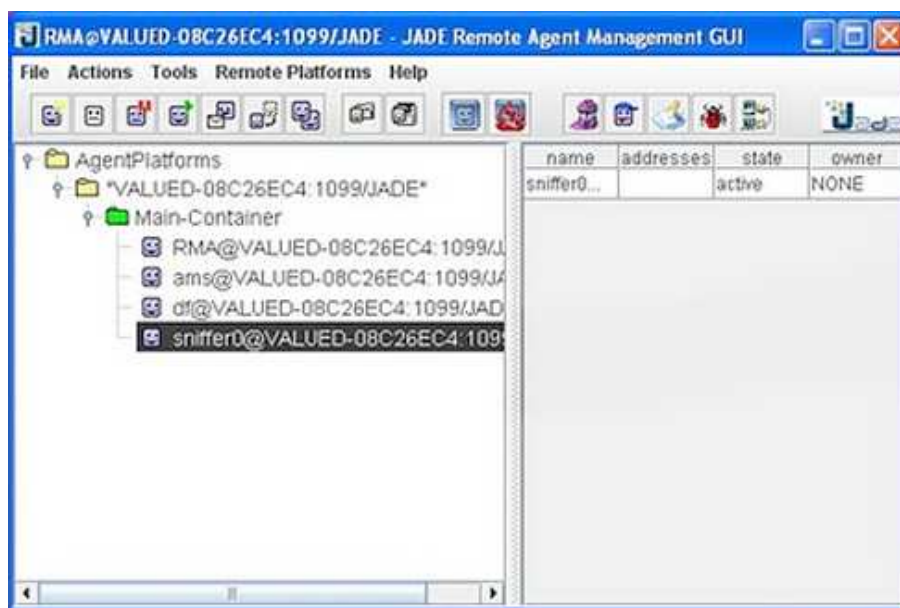 RMA@VALUED-08C26EC4:1099/JADE - JADE Remote Agent Management GUI
File Actions Tools Remote Platforms Help
Jade
AgentPlatforms
"VALUED-08C26EC4:1099/JADE"
Main-Container
RMA@VALUED-08C26EC4:1099/J
ams@VALUED-08C26EC4:1099/JA
df@VALUED-08C26EC4:1099/JAD
sniffer0@VALUED-08C26EC4:109
name addresses state owner
sniffer0... active NONE